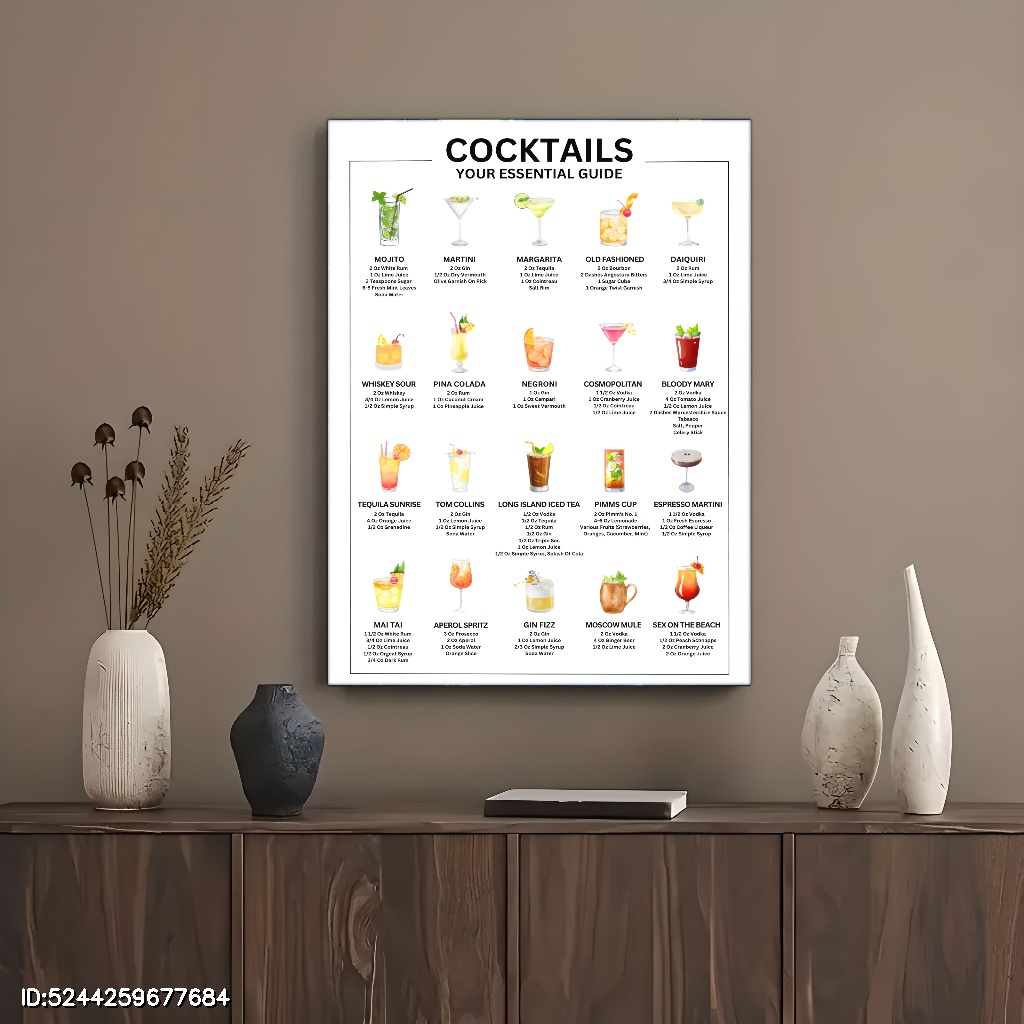 COCKTAILS
YOUR ESSENTIAL GUIDE
MOJITO
2 Oz White Rum
1 Oz Lime Juice
2 Teaspoons Sugar
6-8 Fresh Mint Leaves
Soda Water
MARTINI
2 Oz Gin
1/2 Oz Dry Vermouth
Olive Garnish On Pick
MARGARITA
2 Oz Tequila
1 Oz Lime Juice
1 Oz Cointreau
Salt Rim
OLD FASHIONED
2 Oz Bourbon
2 Dashes Angostura Bitters
1 Sugar Cube
1 Orange Twist Garnish
DAIQUIRI
2 Oz Rum
1 Oz Lime Juice
3/4 Oz Simple Syrup
WHISKEY SOUR
2 Oz Whiskey
3/4 Oz Lemon Juice
1/2 Oz Simple Syrup
PINA COLADA
2 Oz Rum
1 Oz Coconut Cream
1 Oz Pineapple Juice
NEGRONI
1 Oz Gin
1 Oz Campari
1 Oz Sweet Vermouth
COSMOPOLITAN
1 1/2 Oz Vodka
1 Oz Cranberry Juice
1/2 Oz Cointreau
1/2 Oz Lime Juice
BLOODY MARY
2 Oz Vodka
4 Oz Tomato Juice
1/2 Oz Lemon Juice
2 Dashes Worcestershire Sauce
Tabasco
Salt, Pepper
Celery Stick
TEQUILA SUNRISE
2 Oz Tequila
4 Oz Orange Juice
1/2 Oz Grenadine
TOM COLLINS
2 Oz Gin
1 Oz Lemon Juice
1/2 Oz Simple Syrup
Soda Water
LONG ISLAND ICED TEA
1/2 Oz Vodka
1/2 Oz Tequila
1/2 Oz Rum
1/2 Oz Gin
1/2 Oz Triple Sec
1 Oz Lemon Juice
1/2 Oz Simple Syrup, Splash Of Cola
PIMMS CUP
2 Oz Pimm's No. 1
4-6 Oz Lemonade
Various Fruits (Strawberries,
Oranges, Cucumber, Mint)
ESPRESSO MARTINI
1 1/2 Oz Vodka
1 Oz Fresh Espresso
1/2 Oz Coffee Liqueur
1/2 Oz Simple Syrup
MAI TAI
1 1/2 Oz White Rum
3/4 Oz Lime Juice
1/2 Oz Cointreau
1/2 Oz Orgeat Syrup
3/4 Oz Dark Rum
APEROL SPRITZ
3 Oz Prosecco
2 Oz Aperol
1 Oz Soda Water
Orange Slice
GIN FIZZ
2 Oz Gin
1 Oz Lemon Juice
2/3 Oz Simple Syrup
Soda Water
MOSCOW MULE
2 Oz Vodka
4 Oz Ginger Beer
1/2 Oz Lime Juice
SEX ON THE BEACH
1 1/2 Oz Vodka
1/2 Oz Peach Schnapps
2 Oz Cranberry Juice
2 Oz Orange Juice
ID:5244259677684